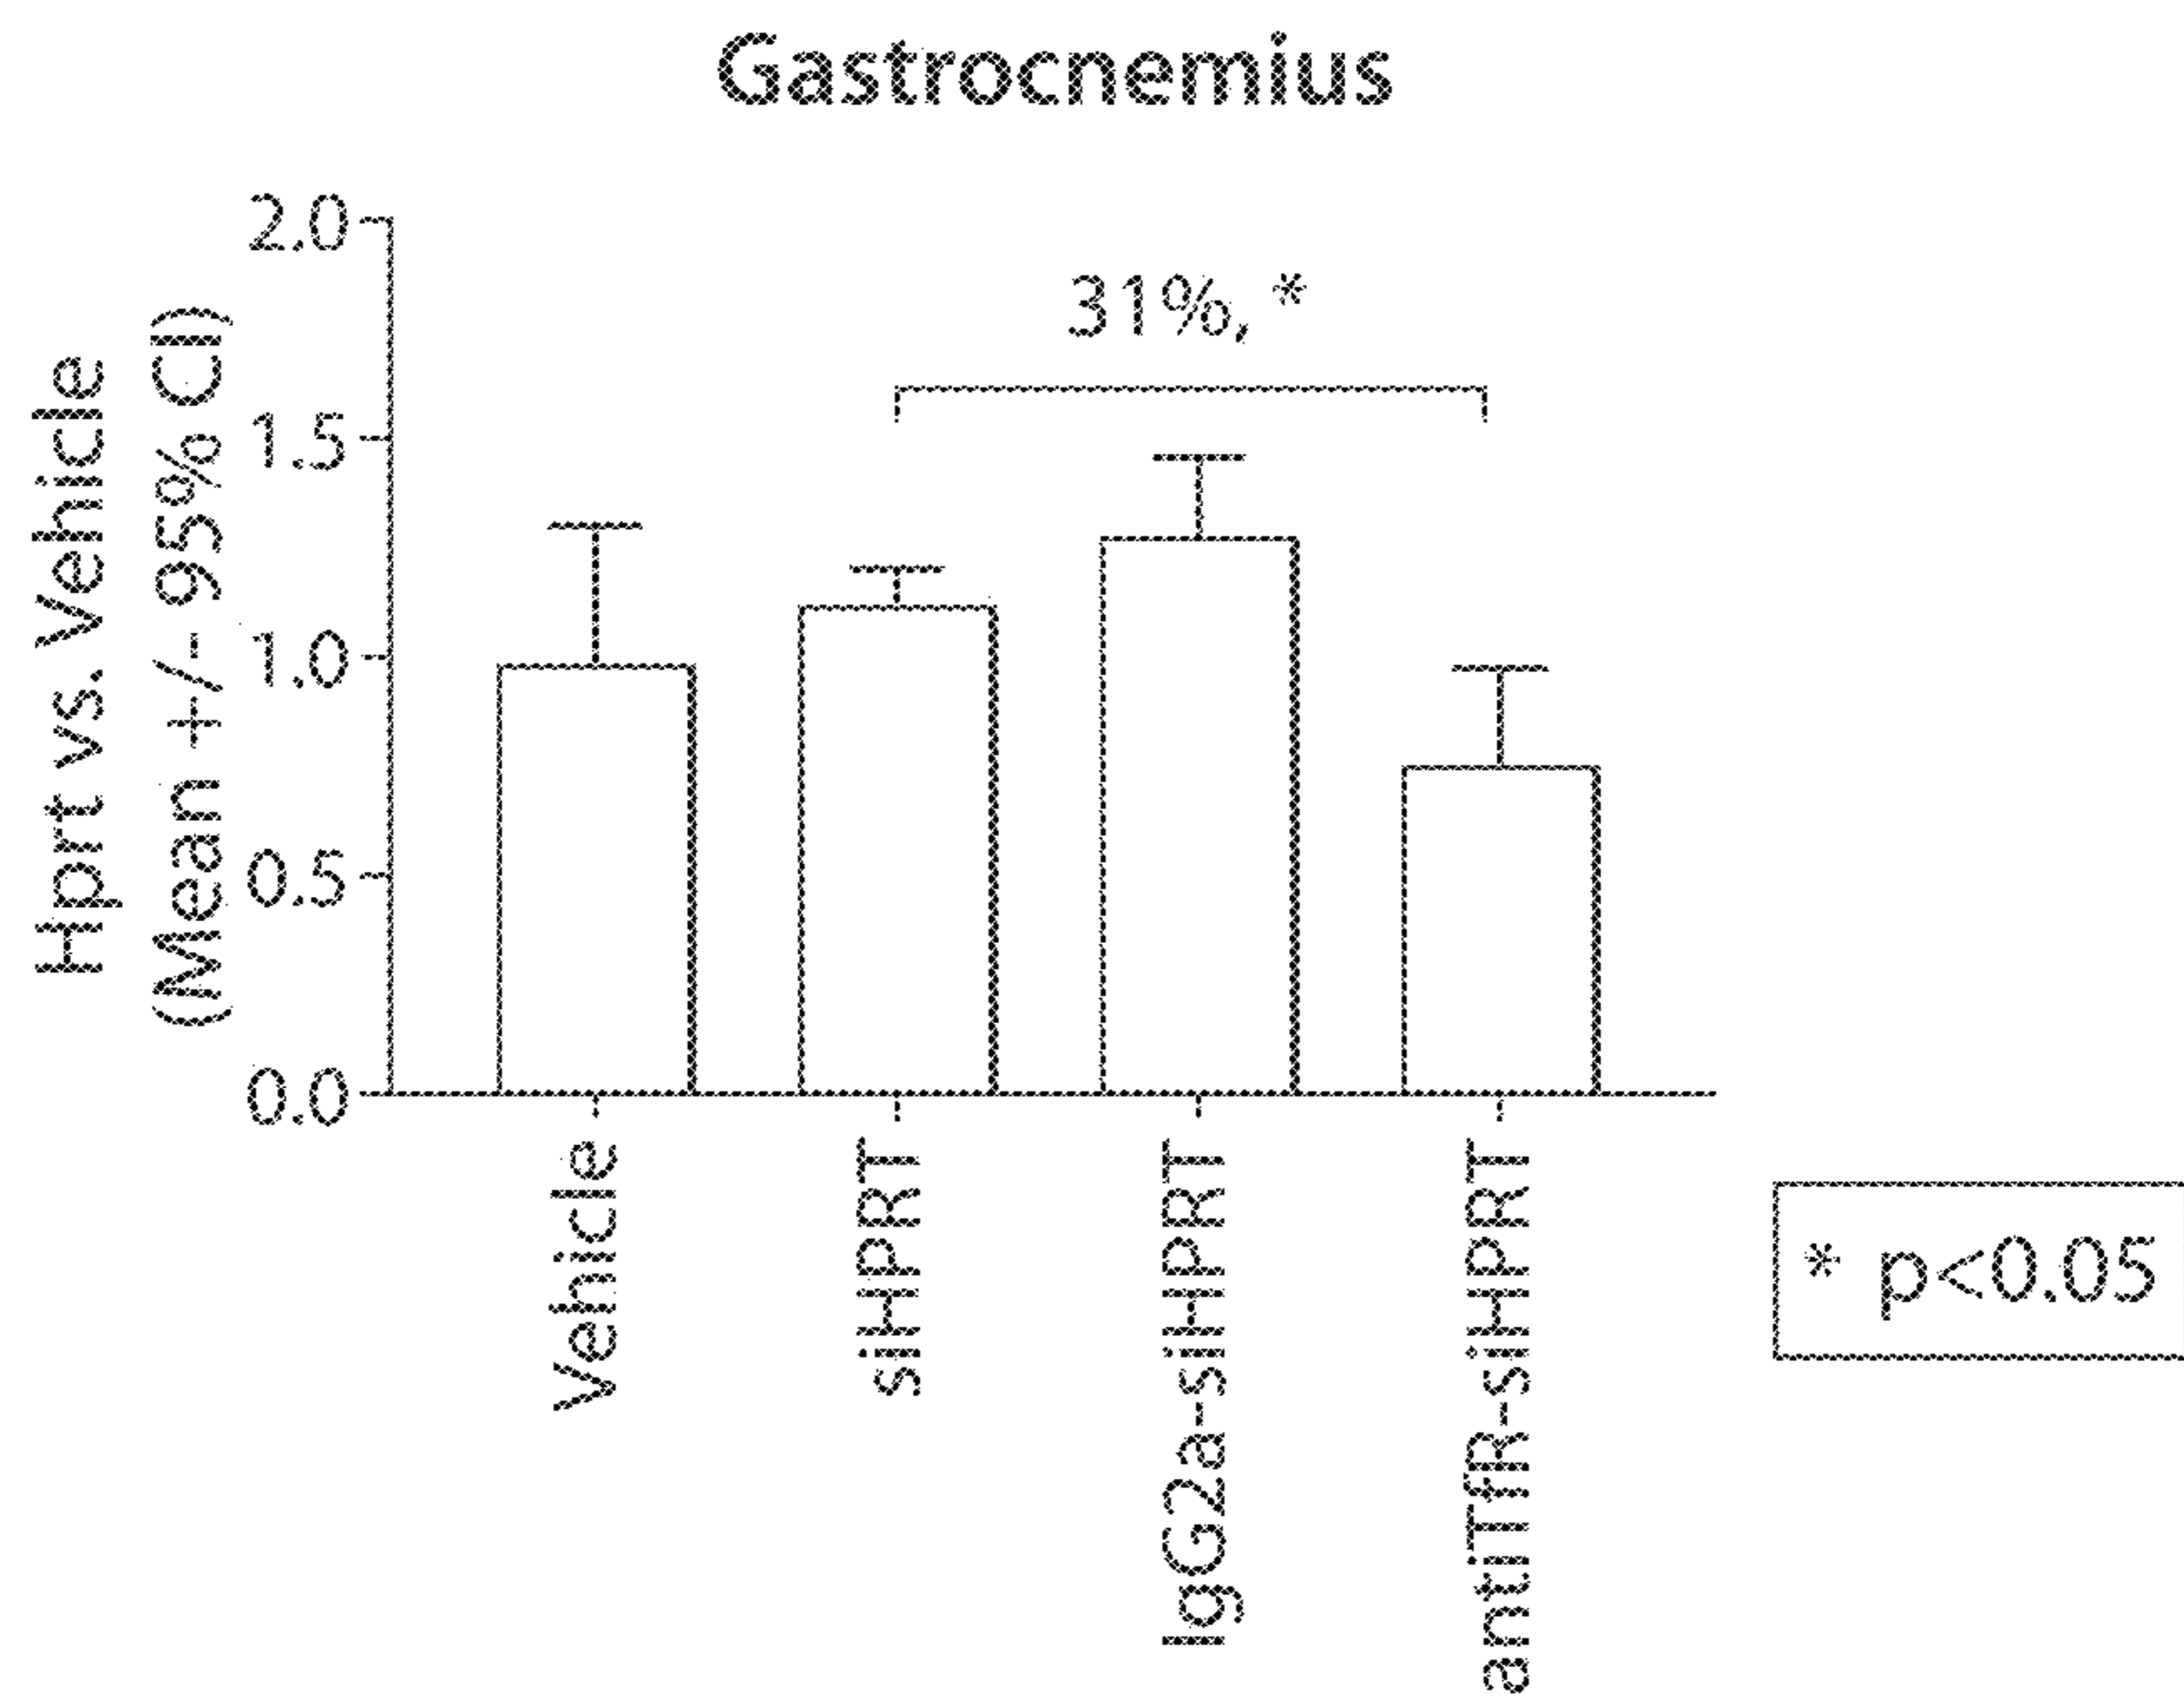 Gastrocnemius
Hprt vs. Vehicle
(Mean +/- 95% CI)
2.0
1.5
1.0
0.5
0.0
31%, *
Vehicle
siHPRT
IgG2a-siHPRT
antiTfR-siHPRT
* p<0.05